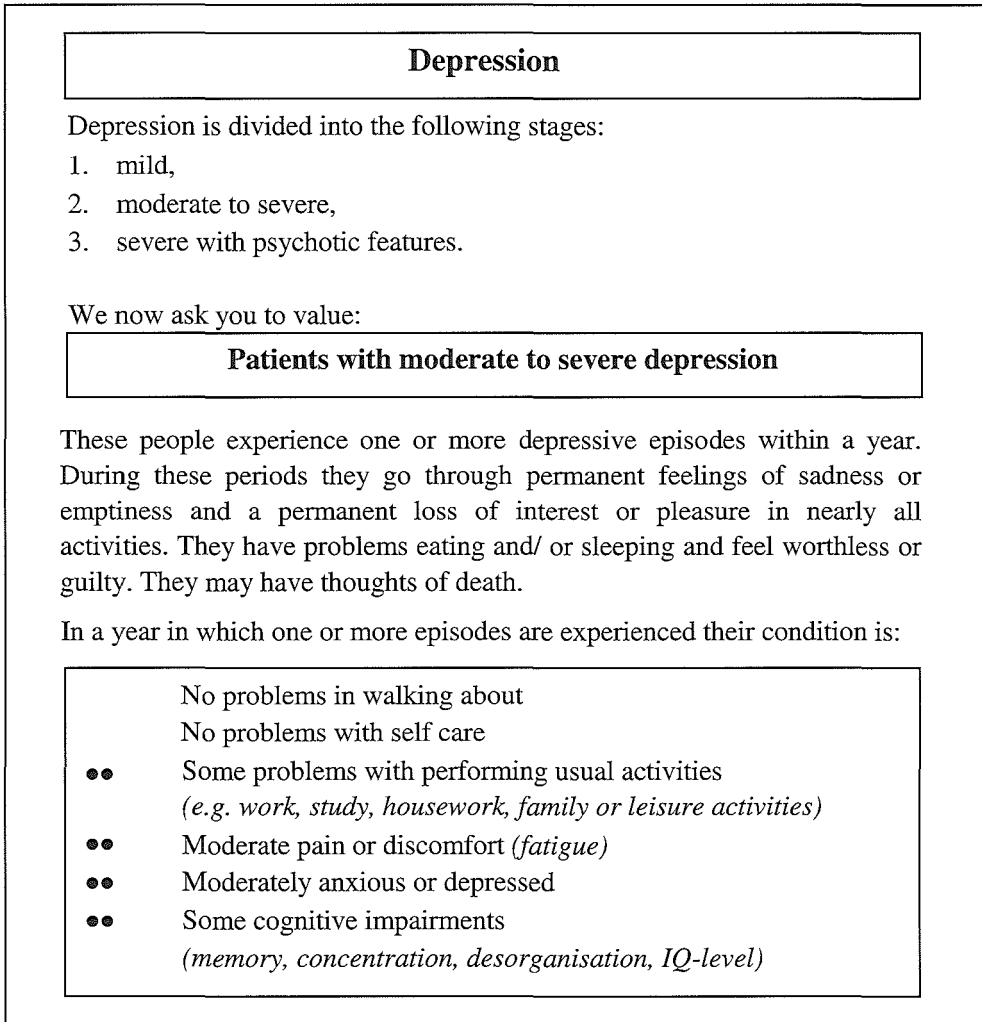 Depression
Depression is divided into the following stages:
1. mild,
2. moderate to severe,
3. severe with psychotic features.
We now ask you to value:
Patients with moderate to severe depression
These people experience one or more depressive episodes within a year.
During these periods they go through permanent feelings of sadness or
emptiness and a permanent loss of interest or pleasure in nearly all
activities. They have problems eating and/ or sleeping and feel worthless or
guilty. They may have thoughts of death.
In a year in which one or more episodes are experienced their condition is:
No problems in walking about
No problems with self care
●● Some problems with performing usual activities
(e.g. work, study, housework, family or leisure activities)
●● Moderate pain or discomfort (fatigue)
●● Moderately anxious or depressed
●● Some cognitive impairments
(memory, concentration, desorganisation, IQ-level)